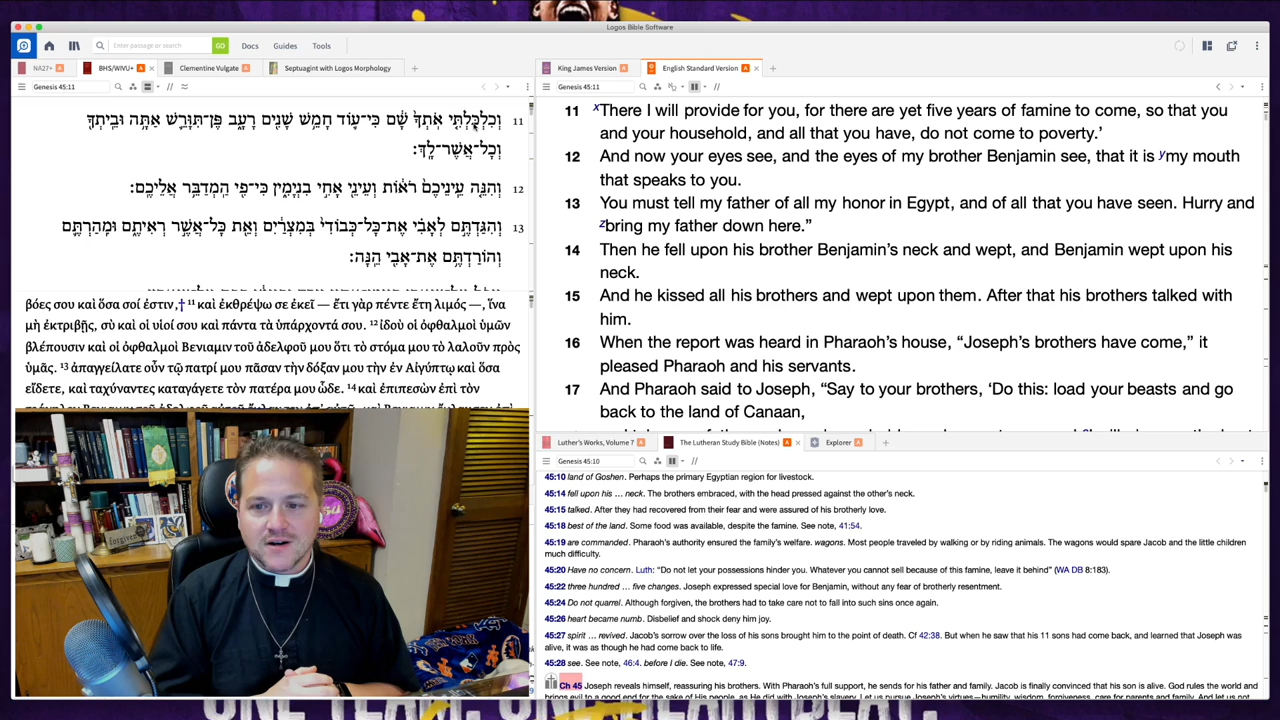 Logos Bible Software
Enter passage or search
GO
Docs
Guides
Tools
NA27+
BHS/WIVU+
Clementine Vulgate
Septuagint with Logos Morphology
Genesis 45:11
11 וְכִלְכַּלְתִּ֤י אֹֽתְךָ֙ שָׁ֔ם כִּי־ע֛וֹד חָמֵ֥שׁ שָׁנִ֖ים רָעָ֑ב פֶּן־תִּוָּרֵ֛שׁ אַתָּ֥ה וּבֵֽיתְךָ֖
וְכָל־אֲשֶׁר־לָֽךְ׃
12 וְהִנֵּ֤ה עֵֽינֵיכֶם֙ רֹא֔וֹת וְעֵינֵ֖י אָחִ֣י בִנְיָמִ֑ין כִּי־פִ֖י הַֽמְדַבֵּ֥ר אֲלֵיכֶֽם׃
13 וְהִגַּדְתֶּ֣ם לְאָבִ֗י אֶת־כָּל־כְּבוֹדִי֙ בְּמִצְרַ֔יִם וְאֵ֖ת כָּל־אֲשֶׁ֣ר רְאִיתֶ֑ם וּמִֽהַרְתֶּ֛ם
וְהוֹרַדְתֶּ֥ם אֶת־אָבִ֖י הֵֽנָּה׃
βόες σου καὶ ὅσα σοί ἐστιν,† ¹¹ καὶ ἐκθρέψω σε ἐκεῖ — ἔτι γὰρ πέντε ἔτη λιμός —, ἵνα
μὴ ἐκτριβῇς, σὺ καὶ οἱ υἱοί σου καὶ πάντα τὰ ὑπάρχοντά σου. ¹² ἰδοὺ οἱ ὀφθαλμοὶ ὑμῶν
βλέπουσιν καὶ οἱ ὀφθαλμοὶ Βενιαμιν τοῦ ἀδελφοῦ μου ὅτι τὸ στόμα μου τὸ λαλοῦν πρὸς
ὑμᾶς. ¹³ ἀπαγγείλατε οὖν τῷ πατρί μου πᾶσαν τὴν δόξαν μου τὴν ἐν Αἰγύπτῳ καὶ ὅσα
εἴδετε, καὶ ταχύναντες καταγάγετε τὸν πατέρα μου ὧδε. ¹⁴ καὶ ἐπιπεσὼν ἐπὶ τὸν
King James Version
English Standard Version
Genesis 45:11
11 xThere I will provide for you, for there are yet five years of famine to come, so that you
and your household, and all that you have, do not come to poverty.’
12 And now your eyes see, and the eyes of my brother Benjamin see, that it is ymy mouth
that speaks to you.
13 You must tell my father of all my honor in Egypt, and of all that you have seen. Hurry and
zbring my father down here.”
14 Then he fell upon his brother Benjamin’s neck and wept, and Benjamin wept upon his
neck.
15 And he kissed all his brothers and wept upon them. After that his brothers talked with
him.
16 When the report was heard in Pharaoh’s house, “Joseph’s brothers have come,” it
pleased Pharaoh and his servants.
17 And Pharaoh said to Joseph, “Say to your brothers, ‘Do this: load your beasts and go
back to the land of Canaan,
Luther's Works, Volume 7
The Lutheran Study Bible (Notes)
Explorer
Genesis 45:10
45:10 land of Goshen. Perhaps the primary Egyptian region for livestock.
45:14 fell upon his … neck. The brothers embraced, with the head pressed against the other’s neck.
45:15 talked. After they had recovered from their fear and were assured of his brotherly love.
45:18 best of the land. Some food was available, despite the famine. See note, 41:54.
45:19 are commanded. Pharaoh’s authority ensured the family’s welfare. wagons. Most people traveled by walking or by riding animals. The wagons would spare Jacob and the little children
much difficulty.
45:20 Have no concern. Luth: “Do not let your possessions hinder you. Whatever you cannot sell because of this famine, leave it behind” (WA DB 8:183).
45:22 three hundred … five changes. Joseph expressed special love for Benjamin, without any fear of brotherly resentment.
45:24 Do not quarrel. Although forgiven, the brothers had to take care not to fall into such sins once again.
45:26 heart became numb. Disbelief and shock deny him joy.
45:27 spirit … revived. Jacob’s sorrow over the loss of his sons brought him to the point of death. Cf 42:38. But when he saw that his 11 sons had come back, and learned that Joseph was
alive, it was as though he had come back to life.
45:28 see. See note, 46:4. before I die. See note, 47:9.
Ch 45 Joseph reveals himself, reassuring his brothers. With Pharaoh’s full support, he sends for his father and family. Jacob is finally convinced that his son is alive. God rules the world and
Forgiven
ONE TEAM. ONE HEARTBEAT.